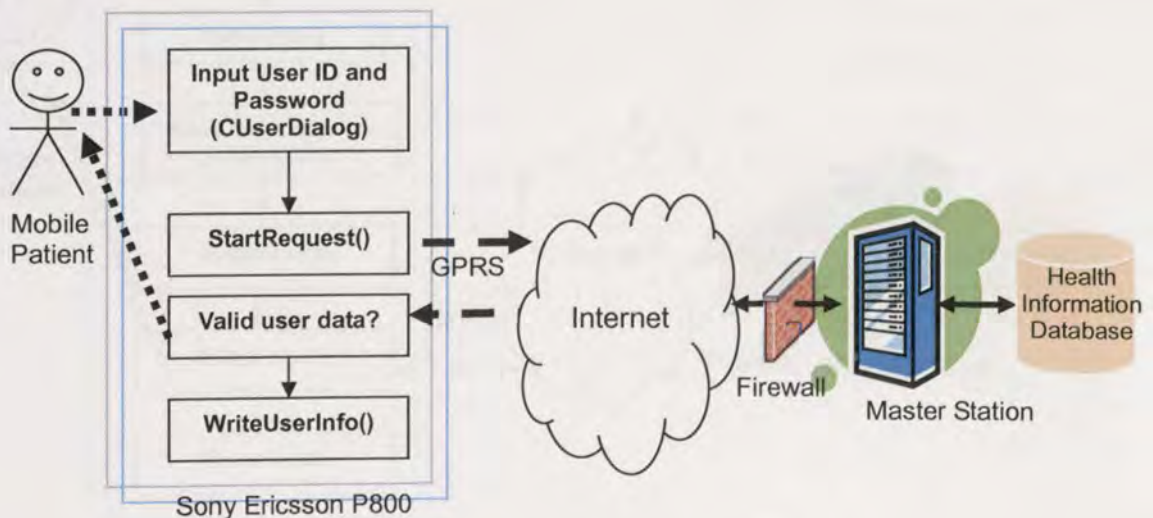 Input User ID and
Password
(CUserDialog)
Mobile
Patient
StartRequest()
GPRS
Valid user data?
WriteUserInfo()
Sony Ericsson P800
Internet
Firewall
Master Station
Health
Information
Database